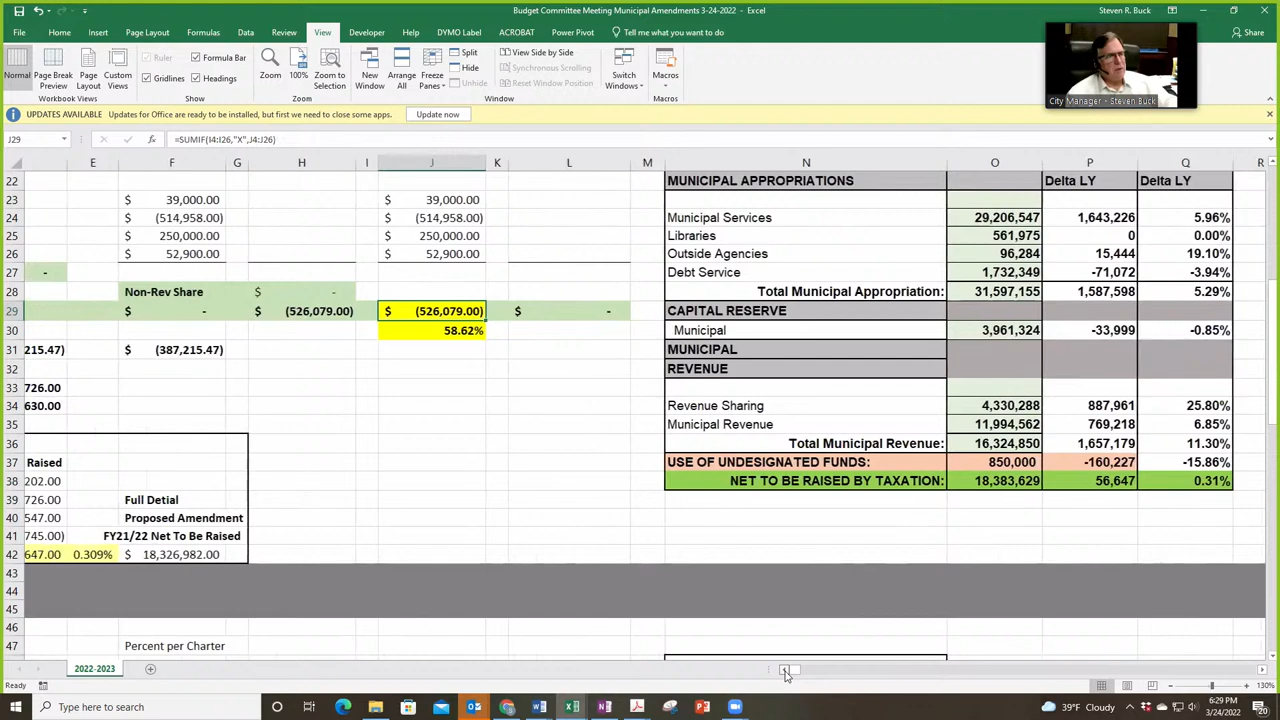 Budget Committee Meeting Municipal Amendments 3-24-2022 - Excel
Steven R. Buck
File Home Insert Page Layout Formulas Data Review View Developer Help DYMO Label ACROBAT Power Pivot Tell me what you want to do Share
Normal
Page Break Preview
Page Layout
Custom Views
Ruler Formula Bar
Gridlines Headings
Zoom
100%
Zoom to Selection
New Window
Arrange All
Freeze Panes
Split
Hide
Unhide
View Side by Side
Synchronous Scrolling
Reset Window Position
Switch Windows
Macros
Workbook Views Show Zoom Window Macros
City Manager - Steven Buck
UPDATES AVAILABLE Updates for Office are ready to be installed, but first we need to close some apps. Update now
J29 fx =SUMIF(I4:I26,"X",J4:J26)
E F G H I J K L M N O P Q R
22 MUNICIPAL APPROPRIATIONS Delta LY Delta LY
23 $ 39,000.00 $ 39,000.00
24 $ (514,958.00) $ (514,958.00) Municipal Services 29,206,547 1,643,226 5.96%
25 $ 250,000.00 $ 250,000.00 Libraries 561,975 0 0.00%
26 $ 52,900.00 $ 52,900.00 Outside Agencies 96,284 15,444 19.10%
27 - Debt Service 1,732,349 -71,072 -3.94%
28 Non-Rev Share $ - Total Municipal Appropriation: 31,597,155 1,587,598 5.29%
29 $ - $ (526,079.00) $ (526,079.00) $ - CAPITAL RESERVE
30 58.62% Municipal 3,961,324 -33,999 -0.85%
31 215.47) $ (387,215.47) MUNICIPAL
32 REVENUE
33 726.00
34 630.00 Revenue Sharing 4,330,288 887,961 25.80%
35 Municipal Revenue 11,994,562 769,218 6.85%
36 Total Municipal Revenue: 16,324,850 1,657,179 11.30%
37 Raised USE OF UNDESIGNATED FUNDS: 850,000 -160,227 -15.86%
38 202.00 NET TO BE RAISED BY TAXATION: 18,383,629 56,647 0.31%
39 726.00 Full Detial
40 547.00 Proposed Amendment
41 745.00) FY21/22 Net To Be Raised
42 647.00 0.309% $ 18,326,982.00
43
44
45
46
47 Percent per Charter
2022-2023
Ready 130%
Type here to search
39°F Cloudy
6:29 PM
3/24/2022